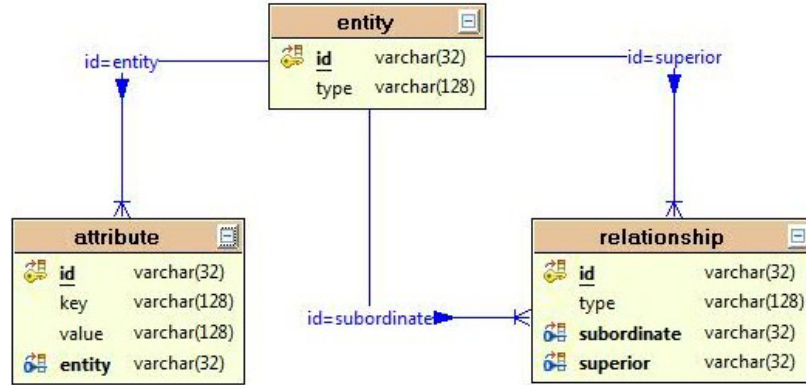 entity
id varchar(32)
type varchar(128)
id=entity
id=superior
attribute
id varchar(32)
key varchar(128)
value varchar(128)
entity varchar(32)
relationship
id varchar(32)
type varchar(128)
subordinate varchar(32)
superior varchar(32)
id=subordinate